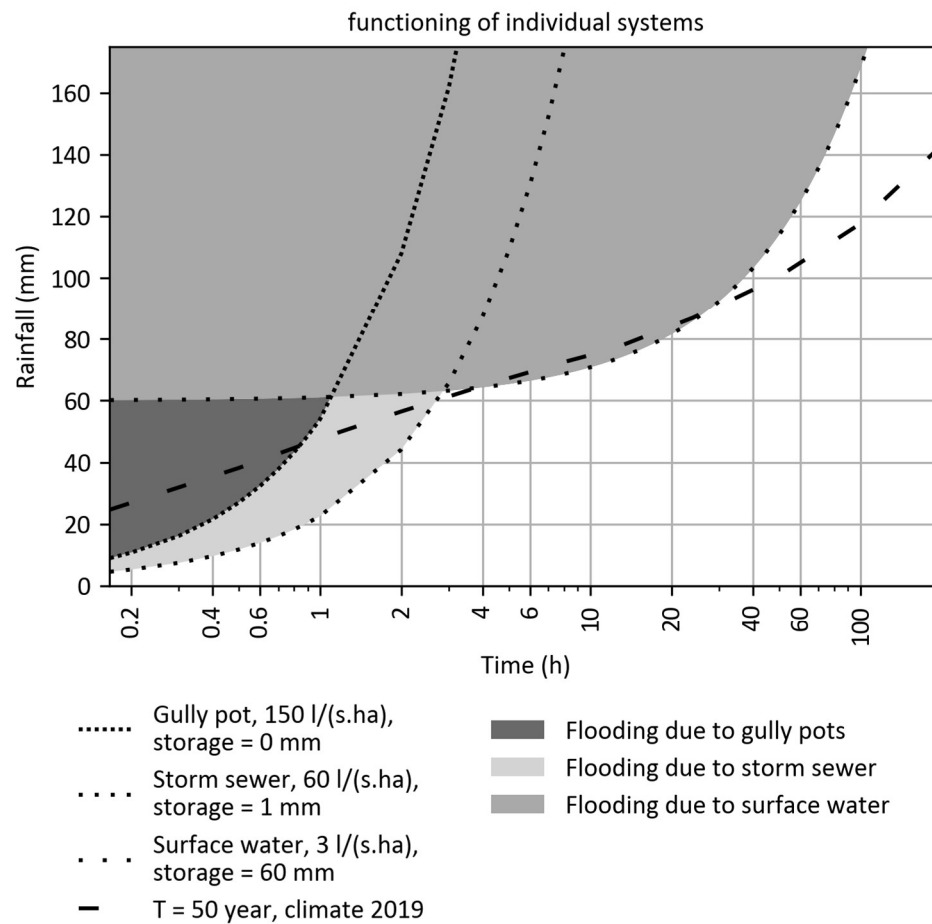 functioning of individual systems
Rainfall (mm)
160
140
120
100
80
60
40
20
0
0.2
0.4
0.6
1
2
4
6
10
20
40
60
100
Time (h)
Gully pot, 150 l/(s.ha),
storage = 0 mm
Storm sewer, 60 l/(s.ha),
storage = 1 mm
Surface water, 3 l/(s.ha),
storage = 60 mm
T = 50 year, climate 2019
Flooding due to gully pots
Flooding due to storm sewer
Flooding due to surface water